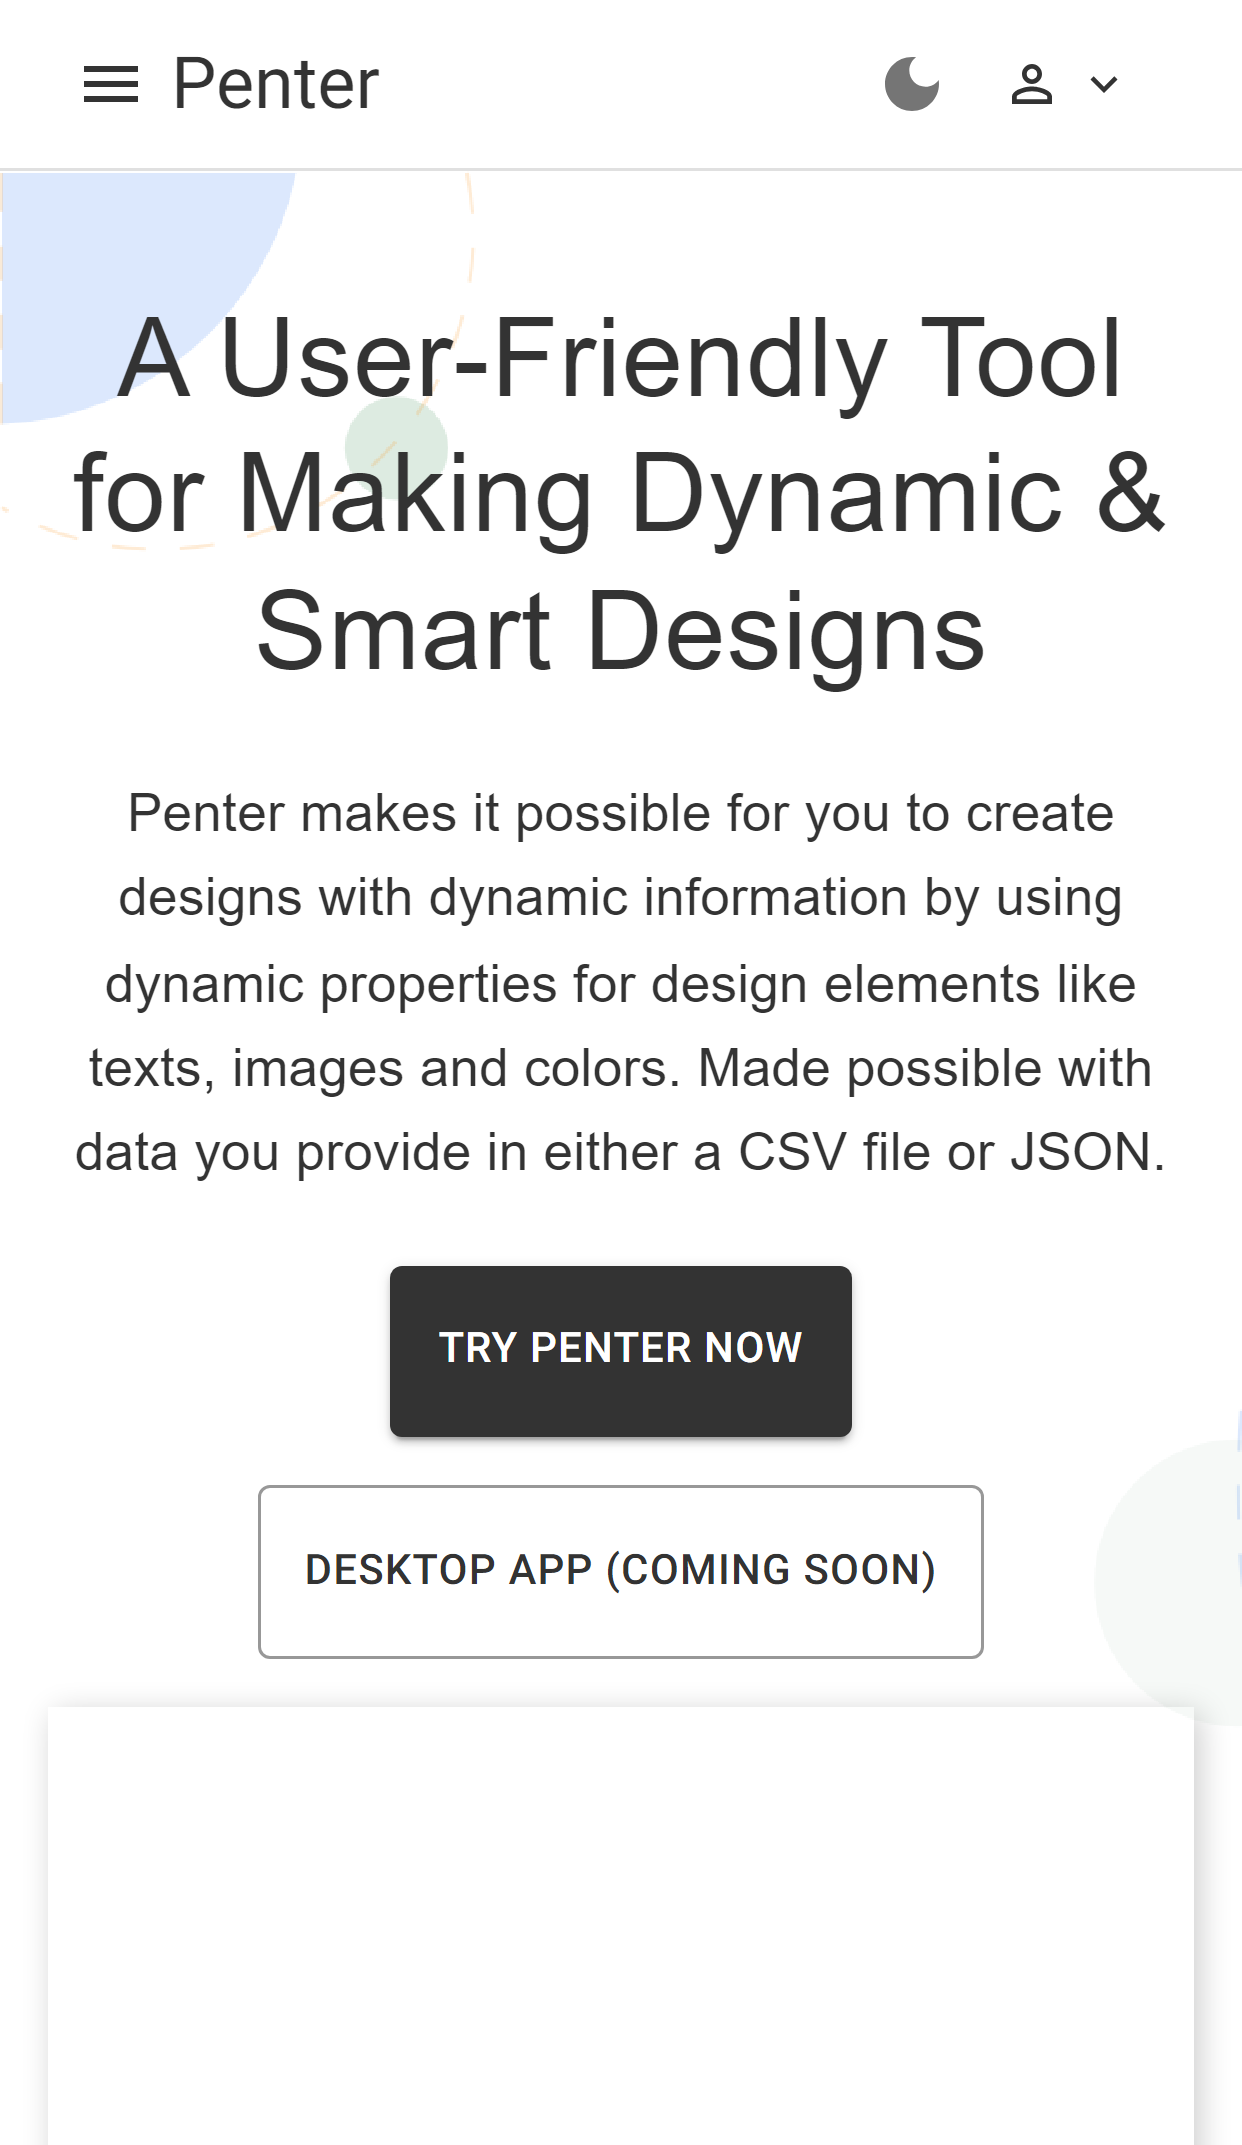 Penter
A User-Friendly Tool
for Making Dynamic &
Smart Designs
Penter makes it possible for you to create
designs with dynamic information by using
dynamic properties for design elements like
texts, images and colors. Made possible with
data you provide in either a CSV file or JSON.
TRY PENTER NOW
DESKTOP APP (COMING SOON)